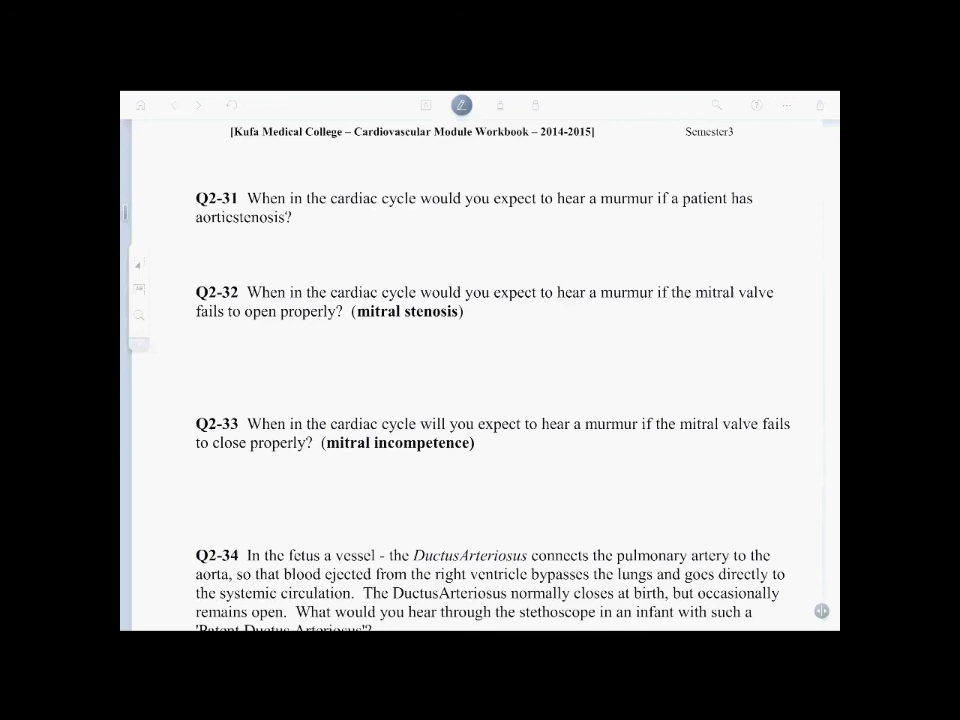 [Kufa Medical College – Cardiovascular Module Workbook – 2014-2015] Semester3
Q2-31 When in the cardiac cycle would you expect to hear a murmur if a patient has
aorticstenosis?
Q2-32 When in the cardiac cycle would you expect to hear a murmur if the mitral valve
fails to open properly? (mitral stenosis)
Q2-33 When in the cardiac cycle will you expect to hear a murmur if the mitral valve fails
to close properly? (mitral incompetence)
Q2-34 In the fetus a vessel - the DuctusArteriosus connects the pulmonary artery to the
aorta, so that blood ejected from the right ventricle bypasses the lungs and goes directly to
the systemic circulation. The DuctusArteriosus normally closes at birth, but occasionally
remains open. What would you hear through the stethoscope in an infant with such a
'Patent Ductus Arteriosus'?